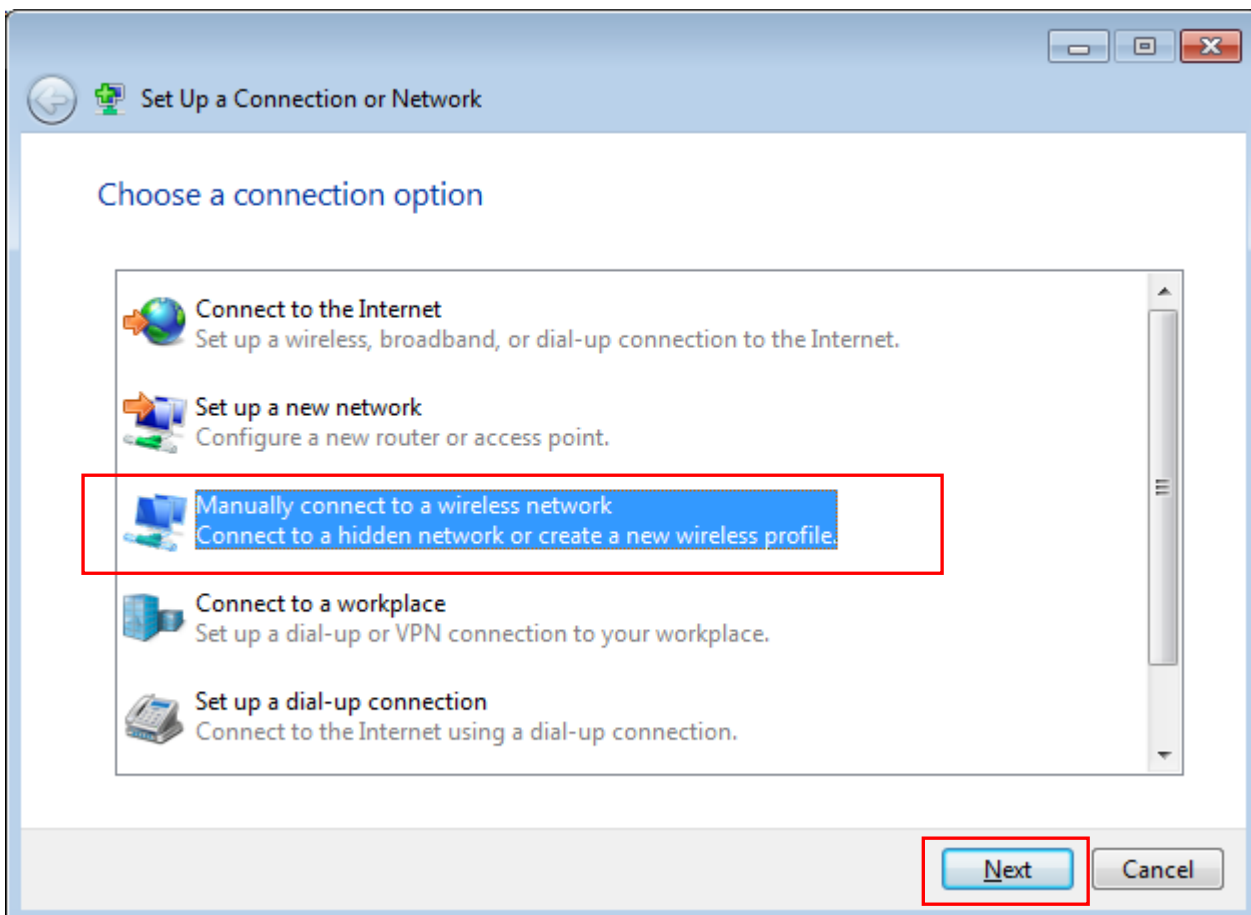 Set Up a Connection or Network
Choose a connection option
Connect to the Internet
Set up a wireless, broadband, or dial-up connection to the Internet.
Set up a new network
Configure a new router or access point.
Manually connect to a wireless network
Connect to a hidden network or create a new wireless profile.
Connect to a workplace
Set up a dial-up or VPN connection to your workplace.
Set up a dial-up connection
Connect to the Internet using a dial-up connection.
Next
Cancel